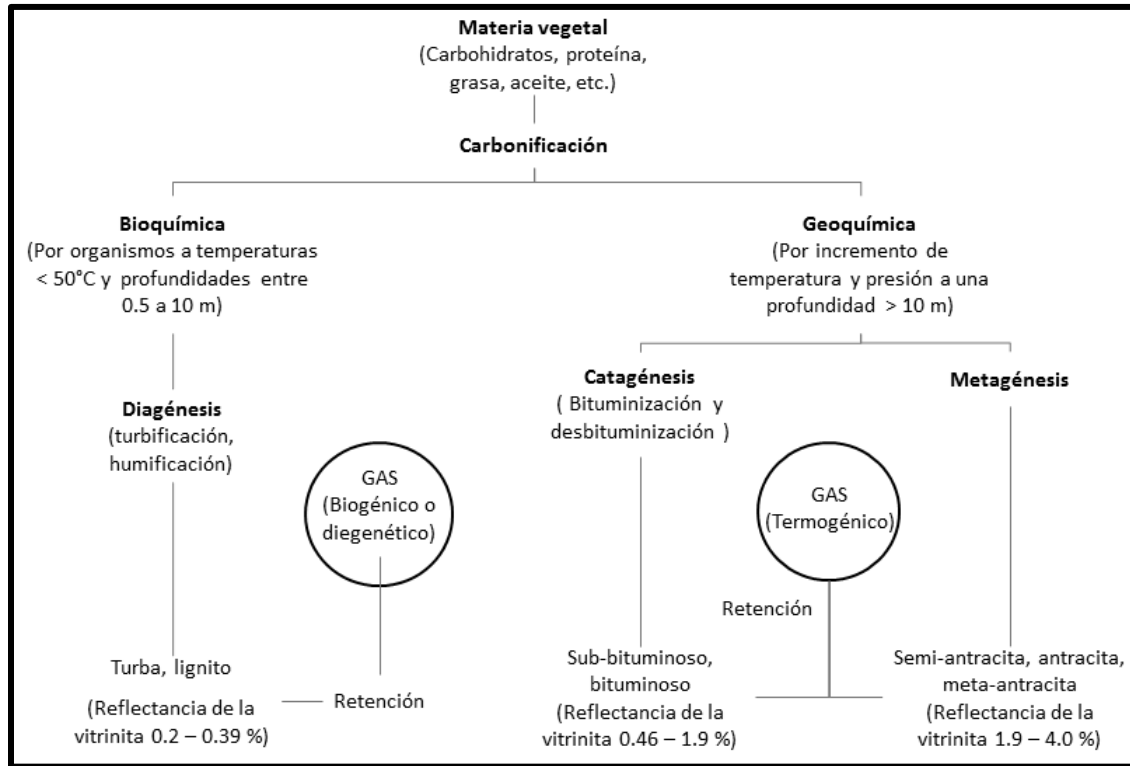 Materia vegetal
(Carbohidratos, proteína,
grasa, aceite, etc.)
Carbonificación
Bioquímica
(Por organismos a temperaturas
< 50°C y profundidades entre
0.5 a 10 m)
Geoquímica
(Por incremento de
temperatura y presión a una
profundidad > 10 m)
Diagénesis
(turbificación,
humificación)
Catagénesis
( Bituminización y
desbituminización )
Metagénesis
GAS
(Biogénico o
diegenético)
GAS
(Termogénico)
Retención
Turba, lignito
(Reflectancia de la
vitrinita 0.2 – 0.39 %)
Retención
Sub-bituminoso,
bituminoso
(Reflectancia de la
vitrinita 0.46 – 1.9 %)
Semi-antracita, antracita,
meta-antracita
(Reflectancia de la
vitrinita 1.9 – 4.0 %)